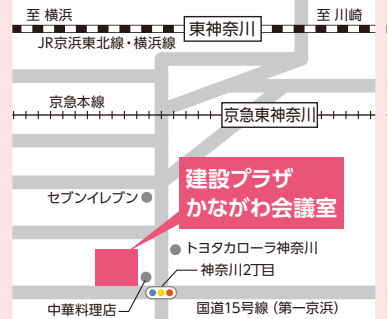 至 横浜
東神奈川
至 川崎
JR京浜東北線・横浜線
京急本線
京急東神奈川
建設プラザ
かながわ会議室
セブンイレブン
トヨタカローラ神奈川
神奈川2丁目
中華料理店
国道15号線（第一京浜）